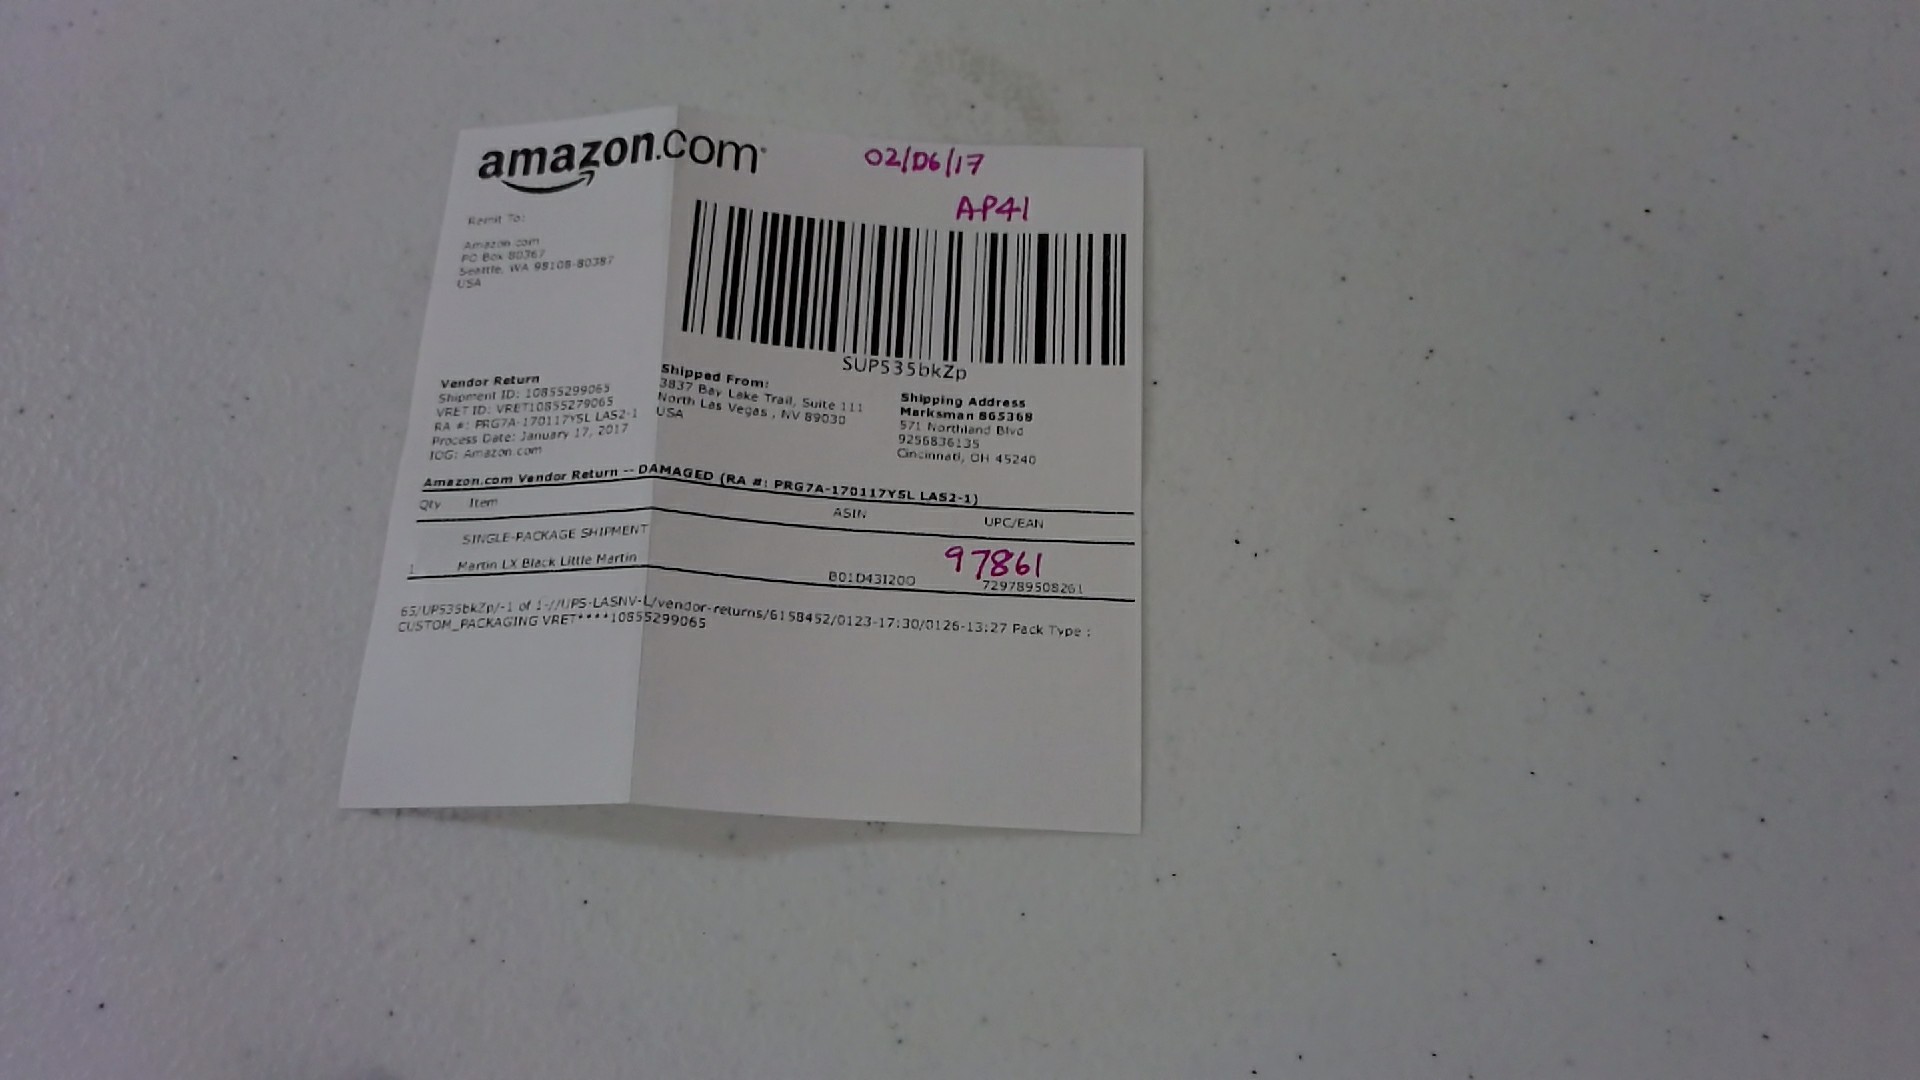 amazon.com
02/06/17
AP41
Remit To:
Amazon.com
PO Box 80367
Seattle, WA 98108-80387
USA
SUP535bkZp
Vendor Return
Shipment ID: 10855299065
VRET ID: VRET10855279065
RA #: PRG7A-170117YSL LAS2-1
Process Date: January 17, 2017
IOG: Amazon.com
Shipped From:
3837 Bay Lake Trail, Suite 111
North Las Vegas , NV 89030
USA
Shipping Address
Marksman 865368
571 Northland Blvd
9256836135
Cincinnati, OH 45240
Amazon.com Vendor Return -- DAMAGED (RA #: PRG7A-170117YSL LAS2-1)
Qty Item ASIN UPC/EAN
SINGLE-PACKAGE SHIPMENT
97861
1 Martin LX Black Little Martin B01D43I20O 729789508261
65/UP535bkZp/-1 of 1-//UPS-LASNV-L/vendor-returns/6158452/0123-17:30/0126-13:27 Pack Type :
CUSTOM_PACKAGING VRET****10855299065